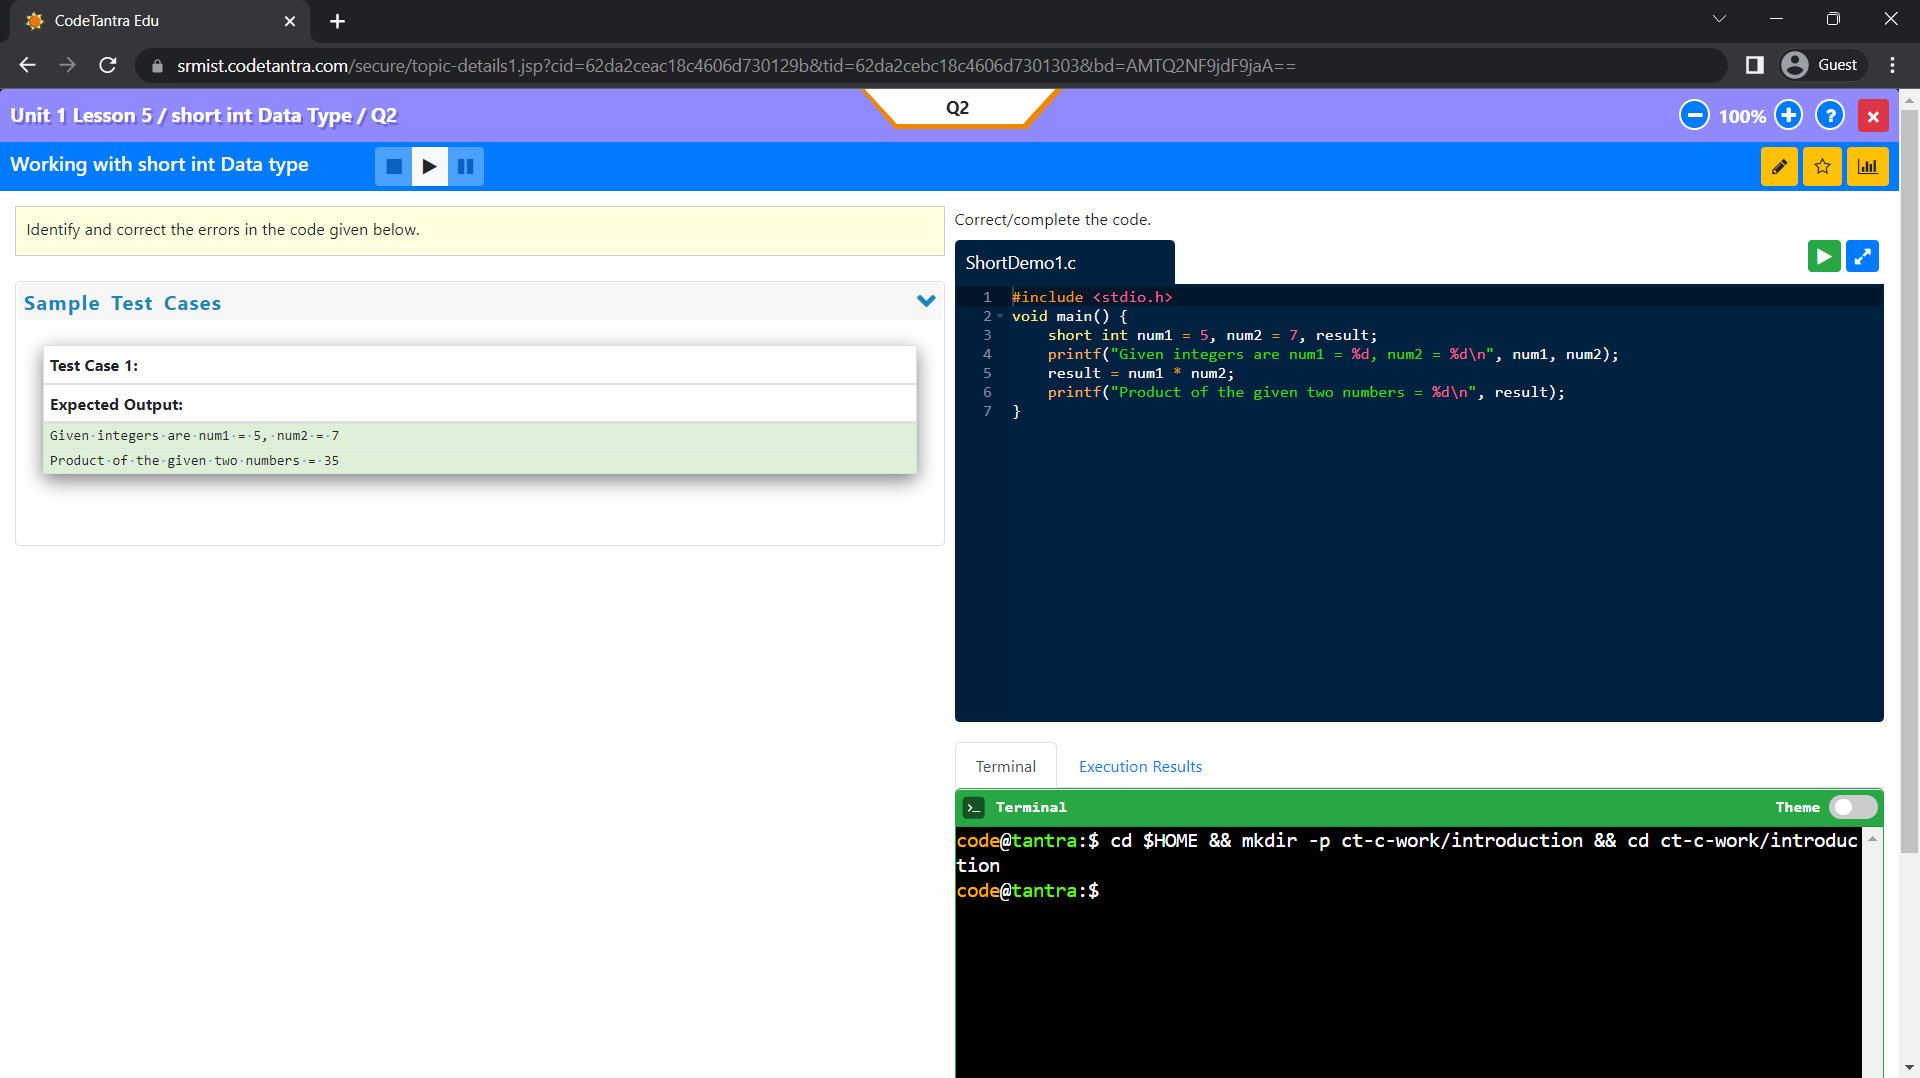 CodeTantra Edu
srmist.codetantra.com/secure/topic-details1.jsp?cid=62da2ceac18c4606d730129b&tid=62da2cebc18c4606d7301303&bd=AMTQ2NF9jdF9jaA==
Guest
Unit 1 Lesson 5 / short int Data Type / Q2
Q2
100%
?
Working with short int Data type
Identify and correct the errors in the code given below.
Sample Test Cases
Test Case 1:
Expected Output:
Given·integers·are·num1·=·5,·num2·=·7
Product·of·the·given·two·numbers·=·35
Correct/complete the code.
ShortDemo1.c
1 #include <stdio.h>
2 void main() {
3 short int num1 = 5, num2 = 7, result;
4 printf("Given integers are num1 = %d, num2 = %d\n", num1, num2);
5 result = num1 * num2;
6 printf("Product of the given two numbers = %d\n", result);
7 }
Terminal
Execution Results
Terminal
Theme
code@tantra:$ cd $HOME && mkdir -p ct-c-work/introduction && cd ct-c-work/introduc
tion
code@tantra:$